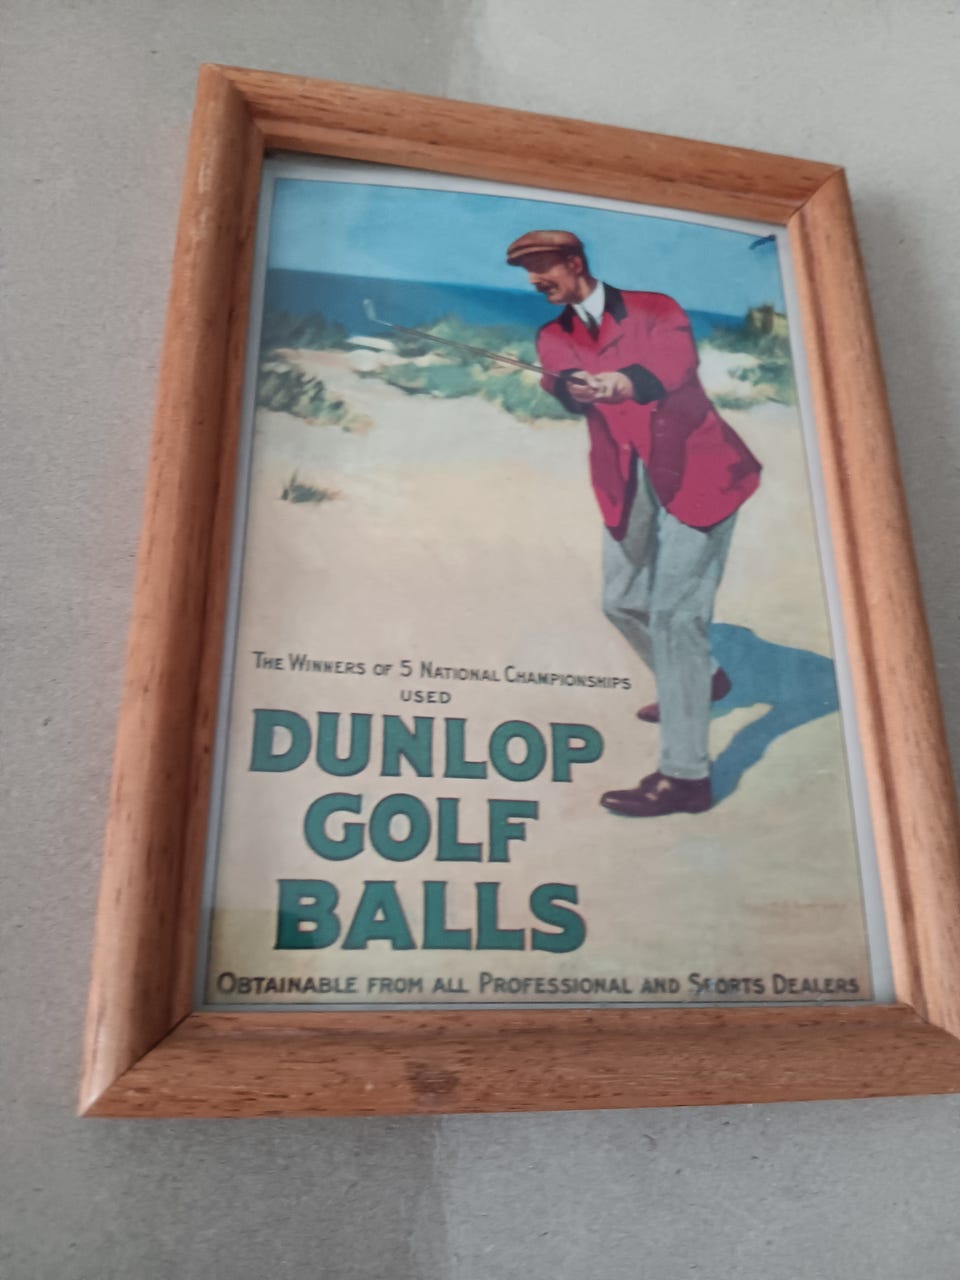 THE WINNERS OF 5 NATIONAL CHAMPIONSHIPS
USED
DUNLOP
GOLF
BALLS
OBTAINABLE FROM ALL PROFESSIONAL AND SPORTS DEALERS